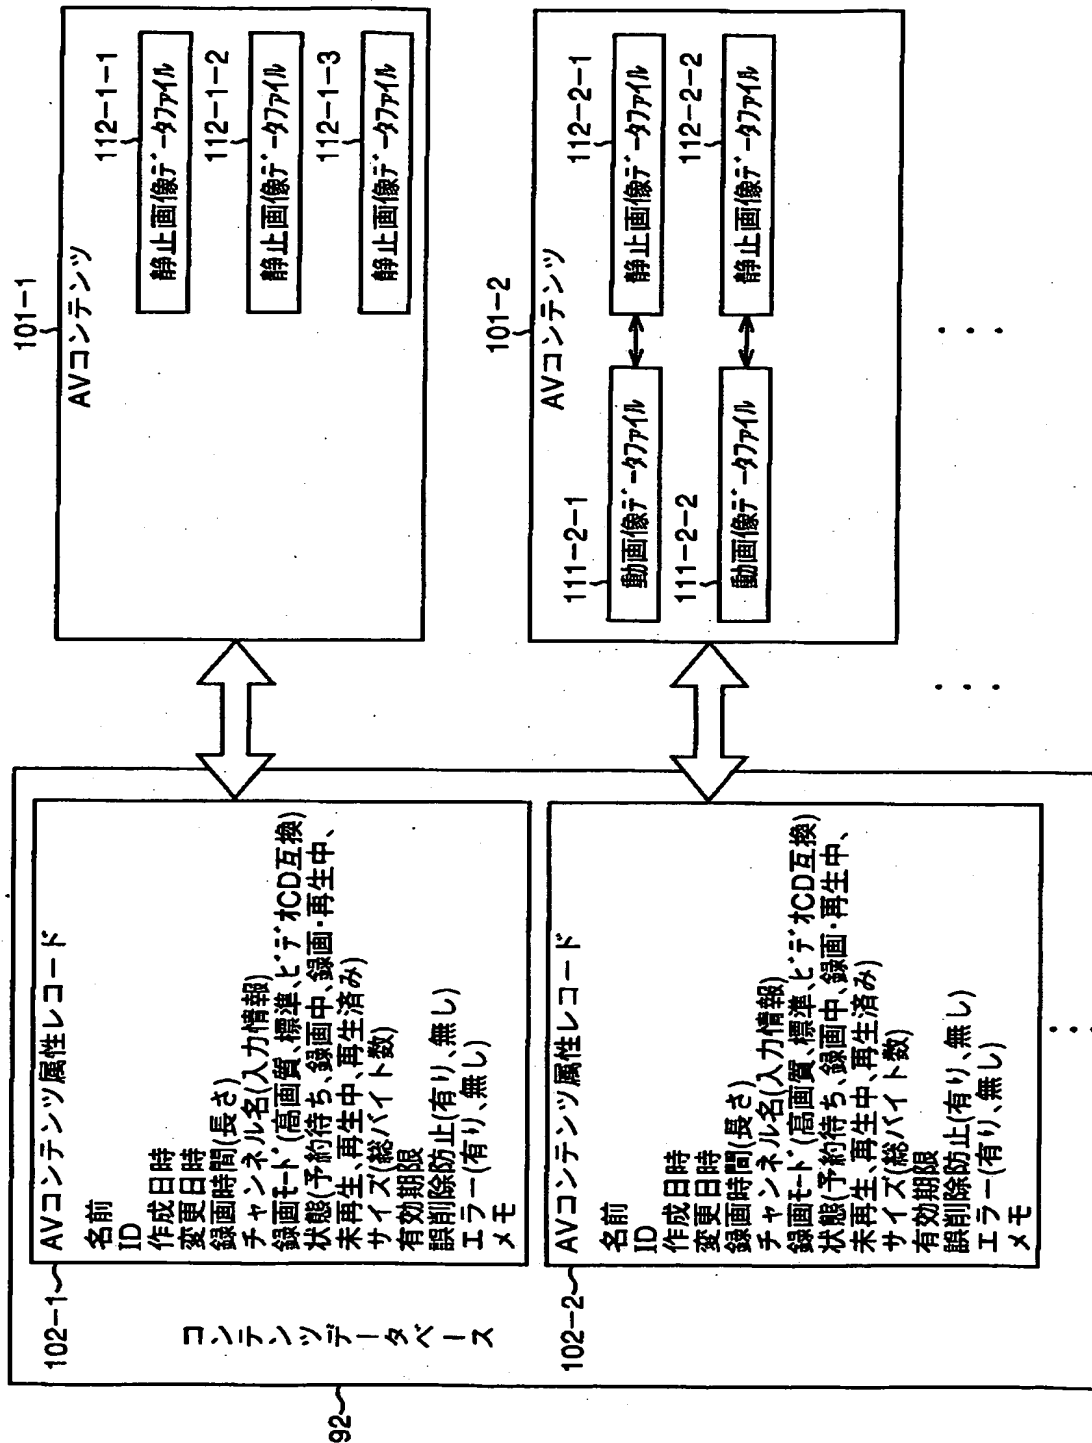 92
コンテンツデータベース
102-1
AVコンテンツ属性レコード
名前
ID
作成日時
変更日時
録画時間(長さ)
チャンネル名(入力情報)
録画モード(高画質、標準、ビデオCD互換)
状態(予約待ち、録画中、録画・再生中、
未再生、再生中、再生済み)
サイズ(総バイト数)
有効期限
誤削除防止(有り、無し)
エラー(有り、無し)
メモ
101-1
AVコンテンツ
112-1-1
静止画像データファイル
112-1-2
静止画像データファイル
112-1-3
静止画像データファイル
102-2
AVコンテンツ属性レコード
名前
ID
作成日時
変更日時
録画時間(長さ)
チャンネル名(入力情報)
録画モード(高画質、標準、ビデオCD互換)
状態(予約待ち、録画中、録画・再生中、
未再生、再生中、再生済み)
サイズ(総バイト数)
有効期限
誤削除防止(有り、無し)
エラー(有り、無し)
メモ
101-2
AVコンテンツ
111-2-1
動画像データファイル
112-2-1
静止画像データファイル
111-2-2
動画像データファイル
112-2-2
静止画像データファイル